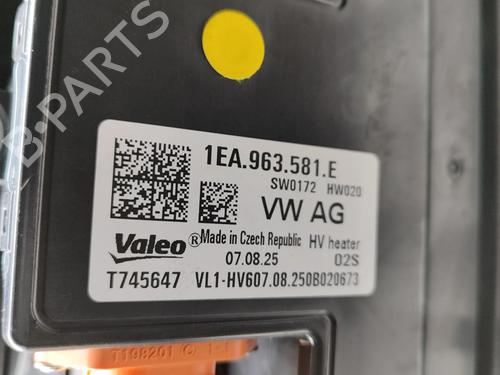 1EA.963.581.E
SW0172 HW020
VW AG
Valeo ® Made in Czech Republic HV heater
07.08.25 02S
T745647 VL1-HV607.08.250B020673
T198201
B-Parts